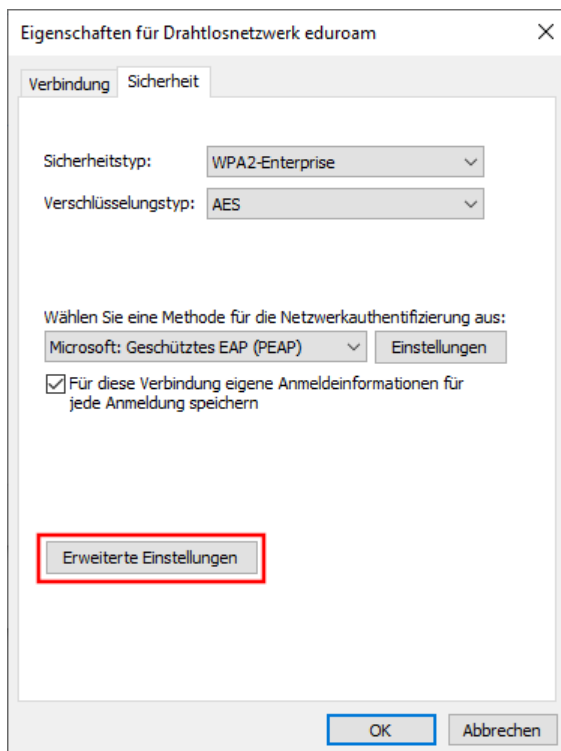 Eigenschaften für Drahtlosnetzwerk eduroam
Verbindung Sicherheit
Sicherheitstyp: WPA2-Enterprise
Verschlüsselungstyp: AES
Wählen Sie eine Methode für die Netzwerkauthentifizierung aus:
Microsoft: Geschütztes EAP (PEAP) Einstellungen
Für diese Verbindung eigene Anmeldeinformationen für
jede Anmeldung speichern
Erweiterte Einstellungen
OK Abbrechen